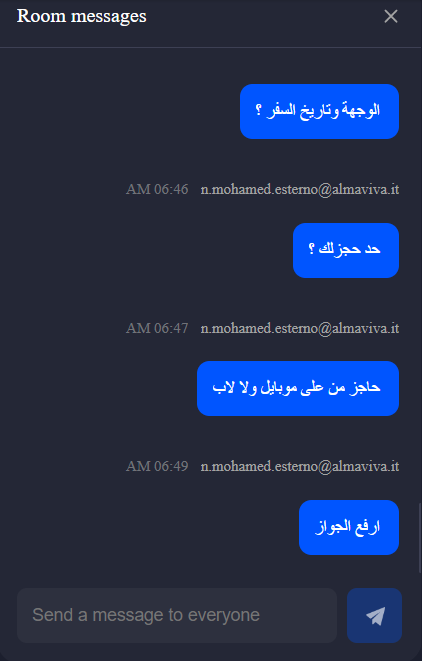 Room messages
الوجهة وتاريخ السفر ؟
AM 06:46 n.mohamed.esterno@almaviva.it
حد حجزلك ؟
AM 06:47 n.mohamed.esterno@almaviva.it
حاجز من على موبايل ولا لاب
AM 06:49 n.mohamed.esterno@almaviva.it
ارفع الجواز
Send a message to everyone